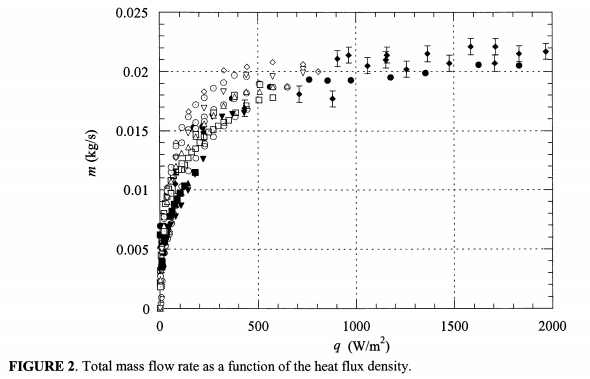 0.025
0.02
0.015
0.01
0.005
0
ṁ (kg/s)
0 500 1000 1500 2000
q (W/m²)
FIGURE 2. Total mass flow rate as a function of the heat flux density.